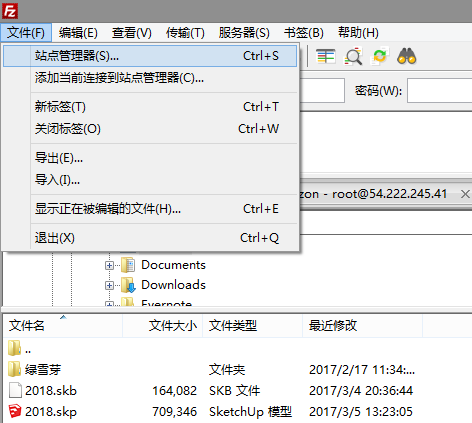 Fz
文件(F) 编辑(E) 查看(V) 传输(T) 服务器(S) 书签(B) 帮助(H)
站点管理器(S)... Ctrl+S
添加当前连接到站点管理器(C)...
密码(W):
新标签(T) Ctrl+T
关闭标签(O) Ctrl+W
导出(E)...
导入(I)...
zon - root@54.222.245.41
显示正在被编辑的文件(H)... Ctrl+E
退出(X) Ctrl+Q
Documents
Downloads
Evernote
文件名 文件大小 文件类型 最近修改
..
绿雪芽 文件夹 2017/2/17 11:34:...
2018.skb 164,082 SKB 文件 2017/3/4 20:36:44
2018.skp 709,346 SketchUp 模型 2017/3/5 13:23:05